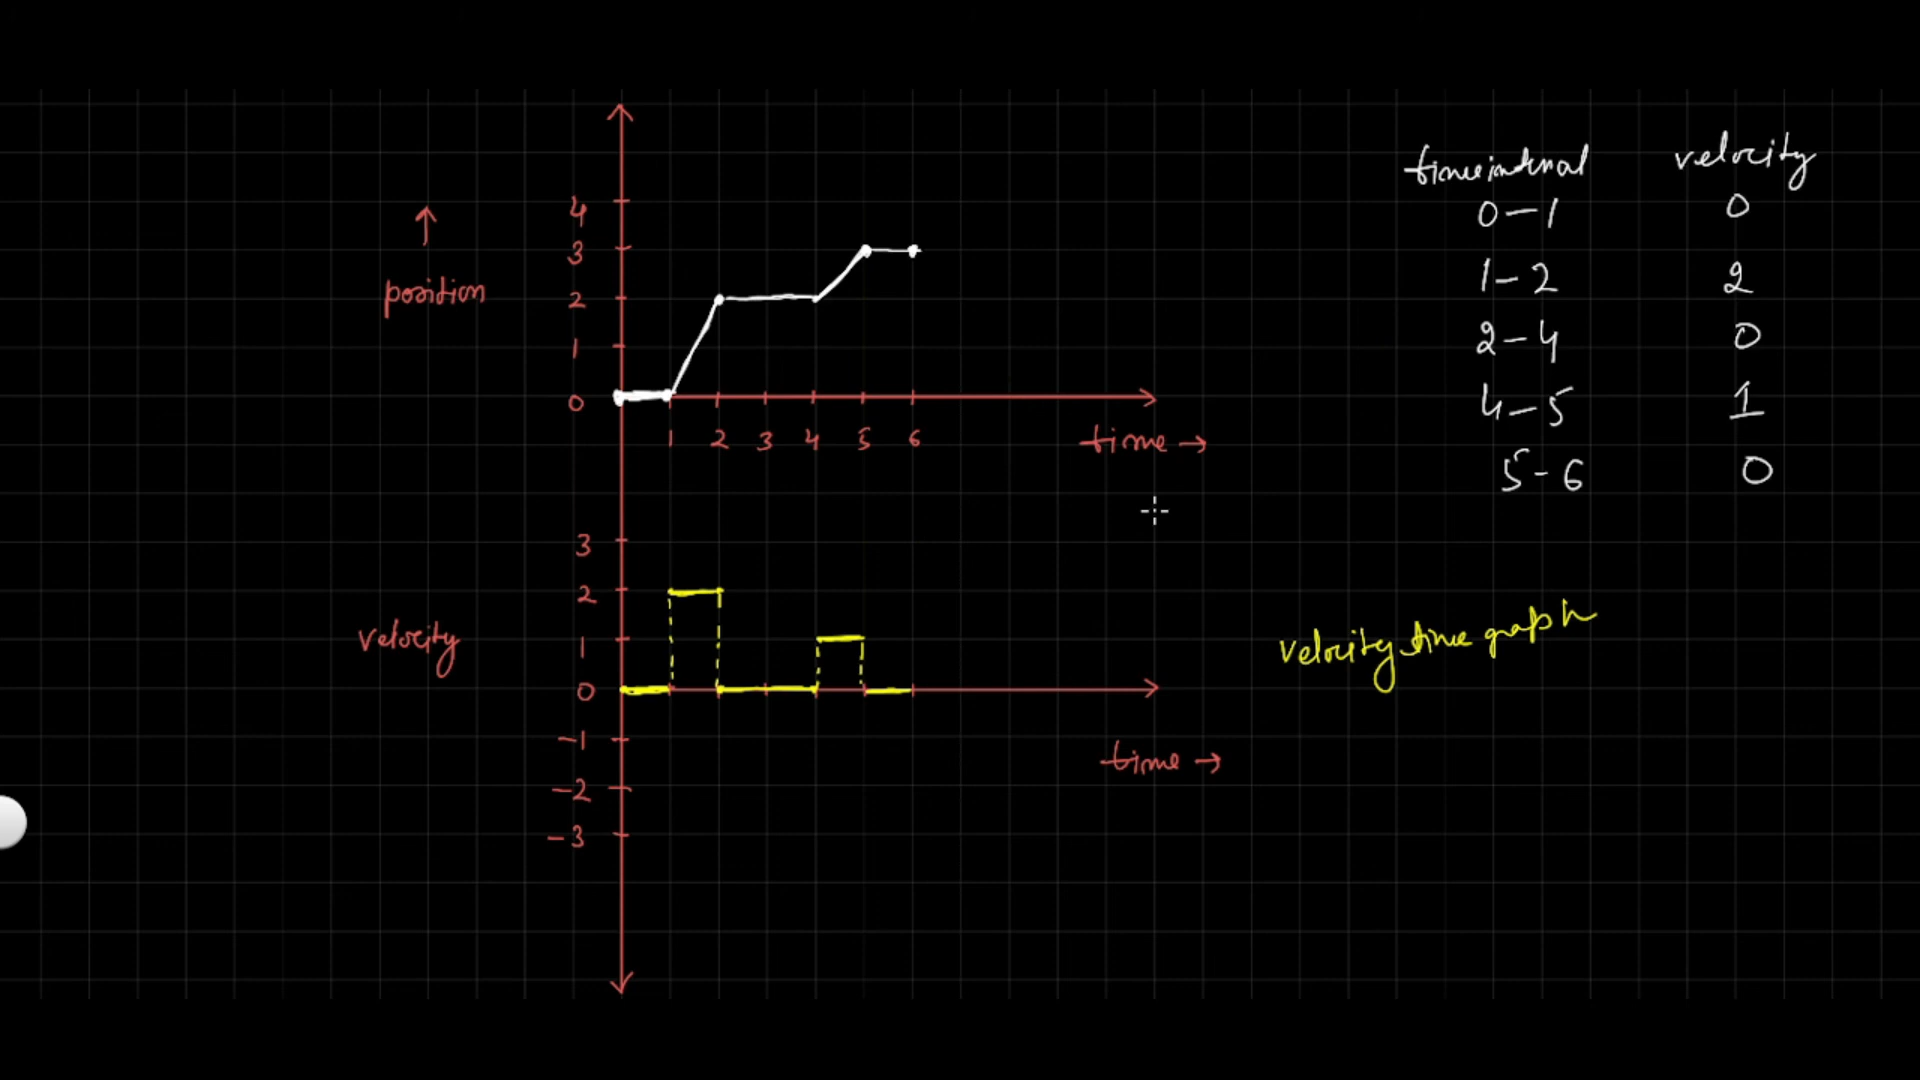 4
3
2
1
0
↑
position
1 2 3 4 5 6
time →
3
2
1
0
-1
-2
-3
velocity
time →
time interval velocity
0-1 0
1-2 2
2-4 0
4-5 1
5-6 0
velocity time graph